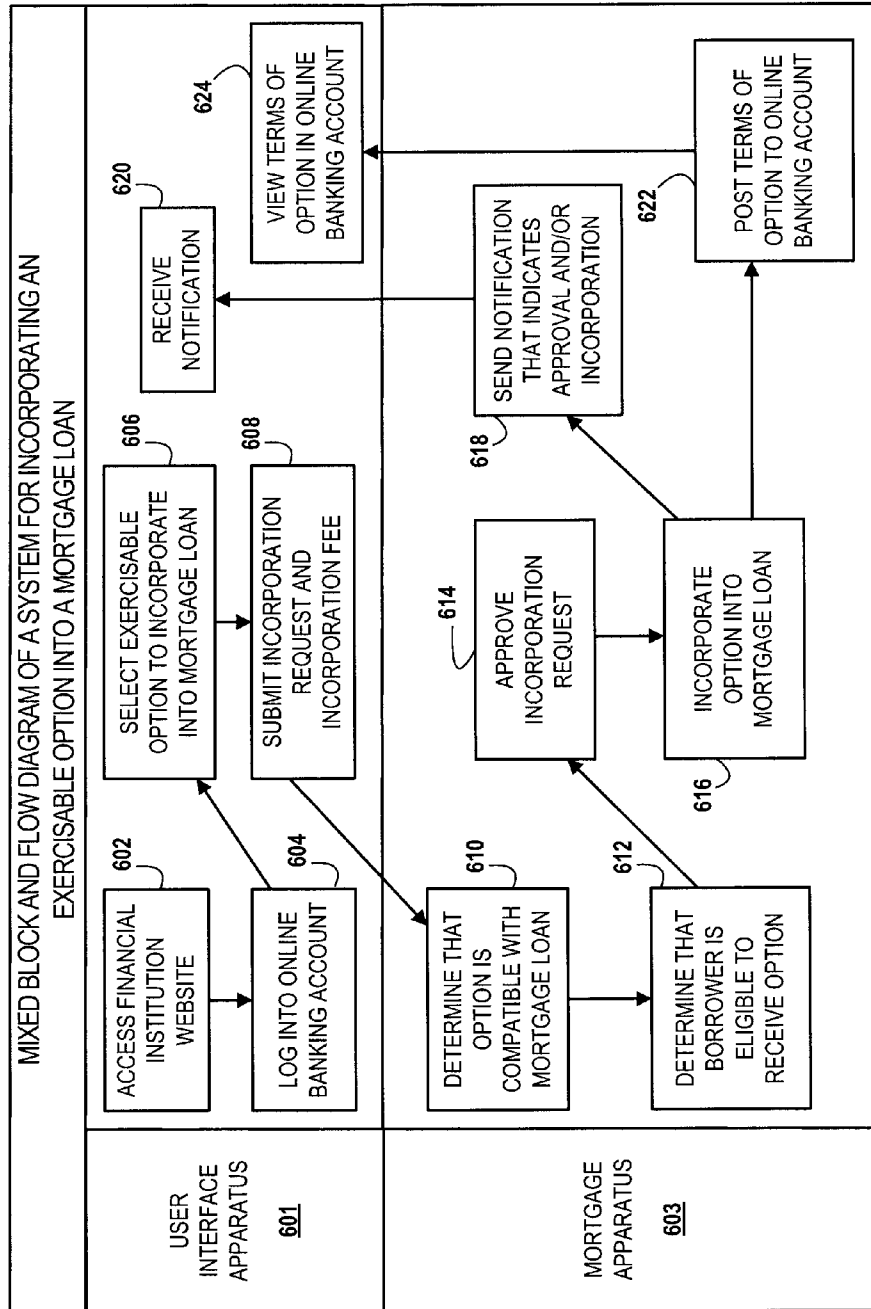 MIXED BLOCK AND FLOW DIAGRAM OF A SYSTEM FOR INCORPORATING AN
EXERCISABLE OPTION INTO A MORTGAGE LOAN
USER
INTERFACE
APPARATUS
601
602
ACCESS FINANCIAL
INSTITUTION
WEBSITE
604
LOG INTO ONLINE
BANKING ACCOUNT
606
SELECT EXERCISABLE
OPTION TO INCORPORATE
INTO MORTGAGE LOAN
608
SUBMIT INCORPORATION
REQUEST AND
INCORPORATION FEE
620
RECEIVE
NOTIFICATION
624
VIEW TERMS OF
OPTION IN ONLINE
BANKING ACCOUNT
MORTGAGE
APPARATUS
603
610
DETERMINE THAT
OPTION IS
COMPATIBLE WITH
MORTGAGE LOAN
612
DETERMINE THAT
BORROWER IS
ELIGIBLE TO
RECEIVE OPTION
614
APPROVE
INCORPORATION
REQUEST
616
INCORPORATE
OPTION INTO
MORTGAGE LOAN
618
SEND NOTIFICATION
THAT INDICATES
APPROVAL AND/OR
INCORPORATION
622
POST TERMS OF
OPTION TO ONLINE
BANKING ACCOUNT